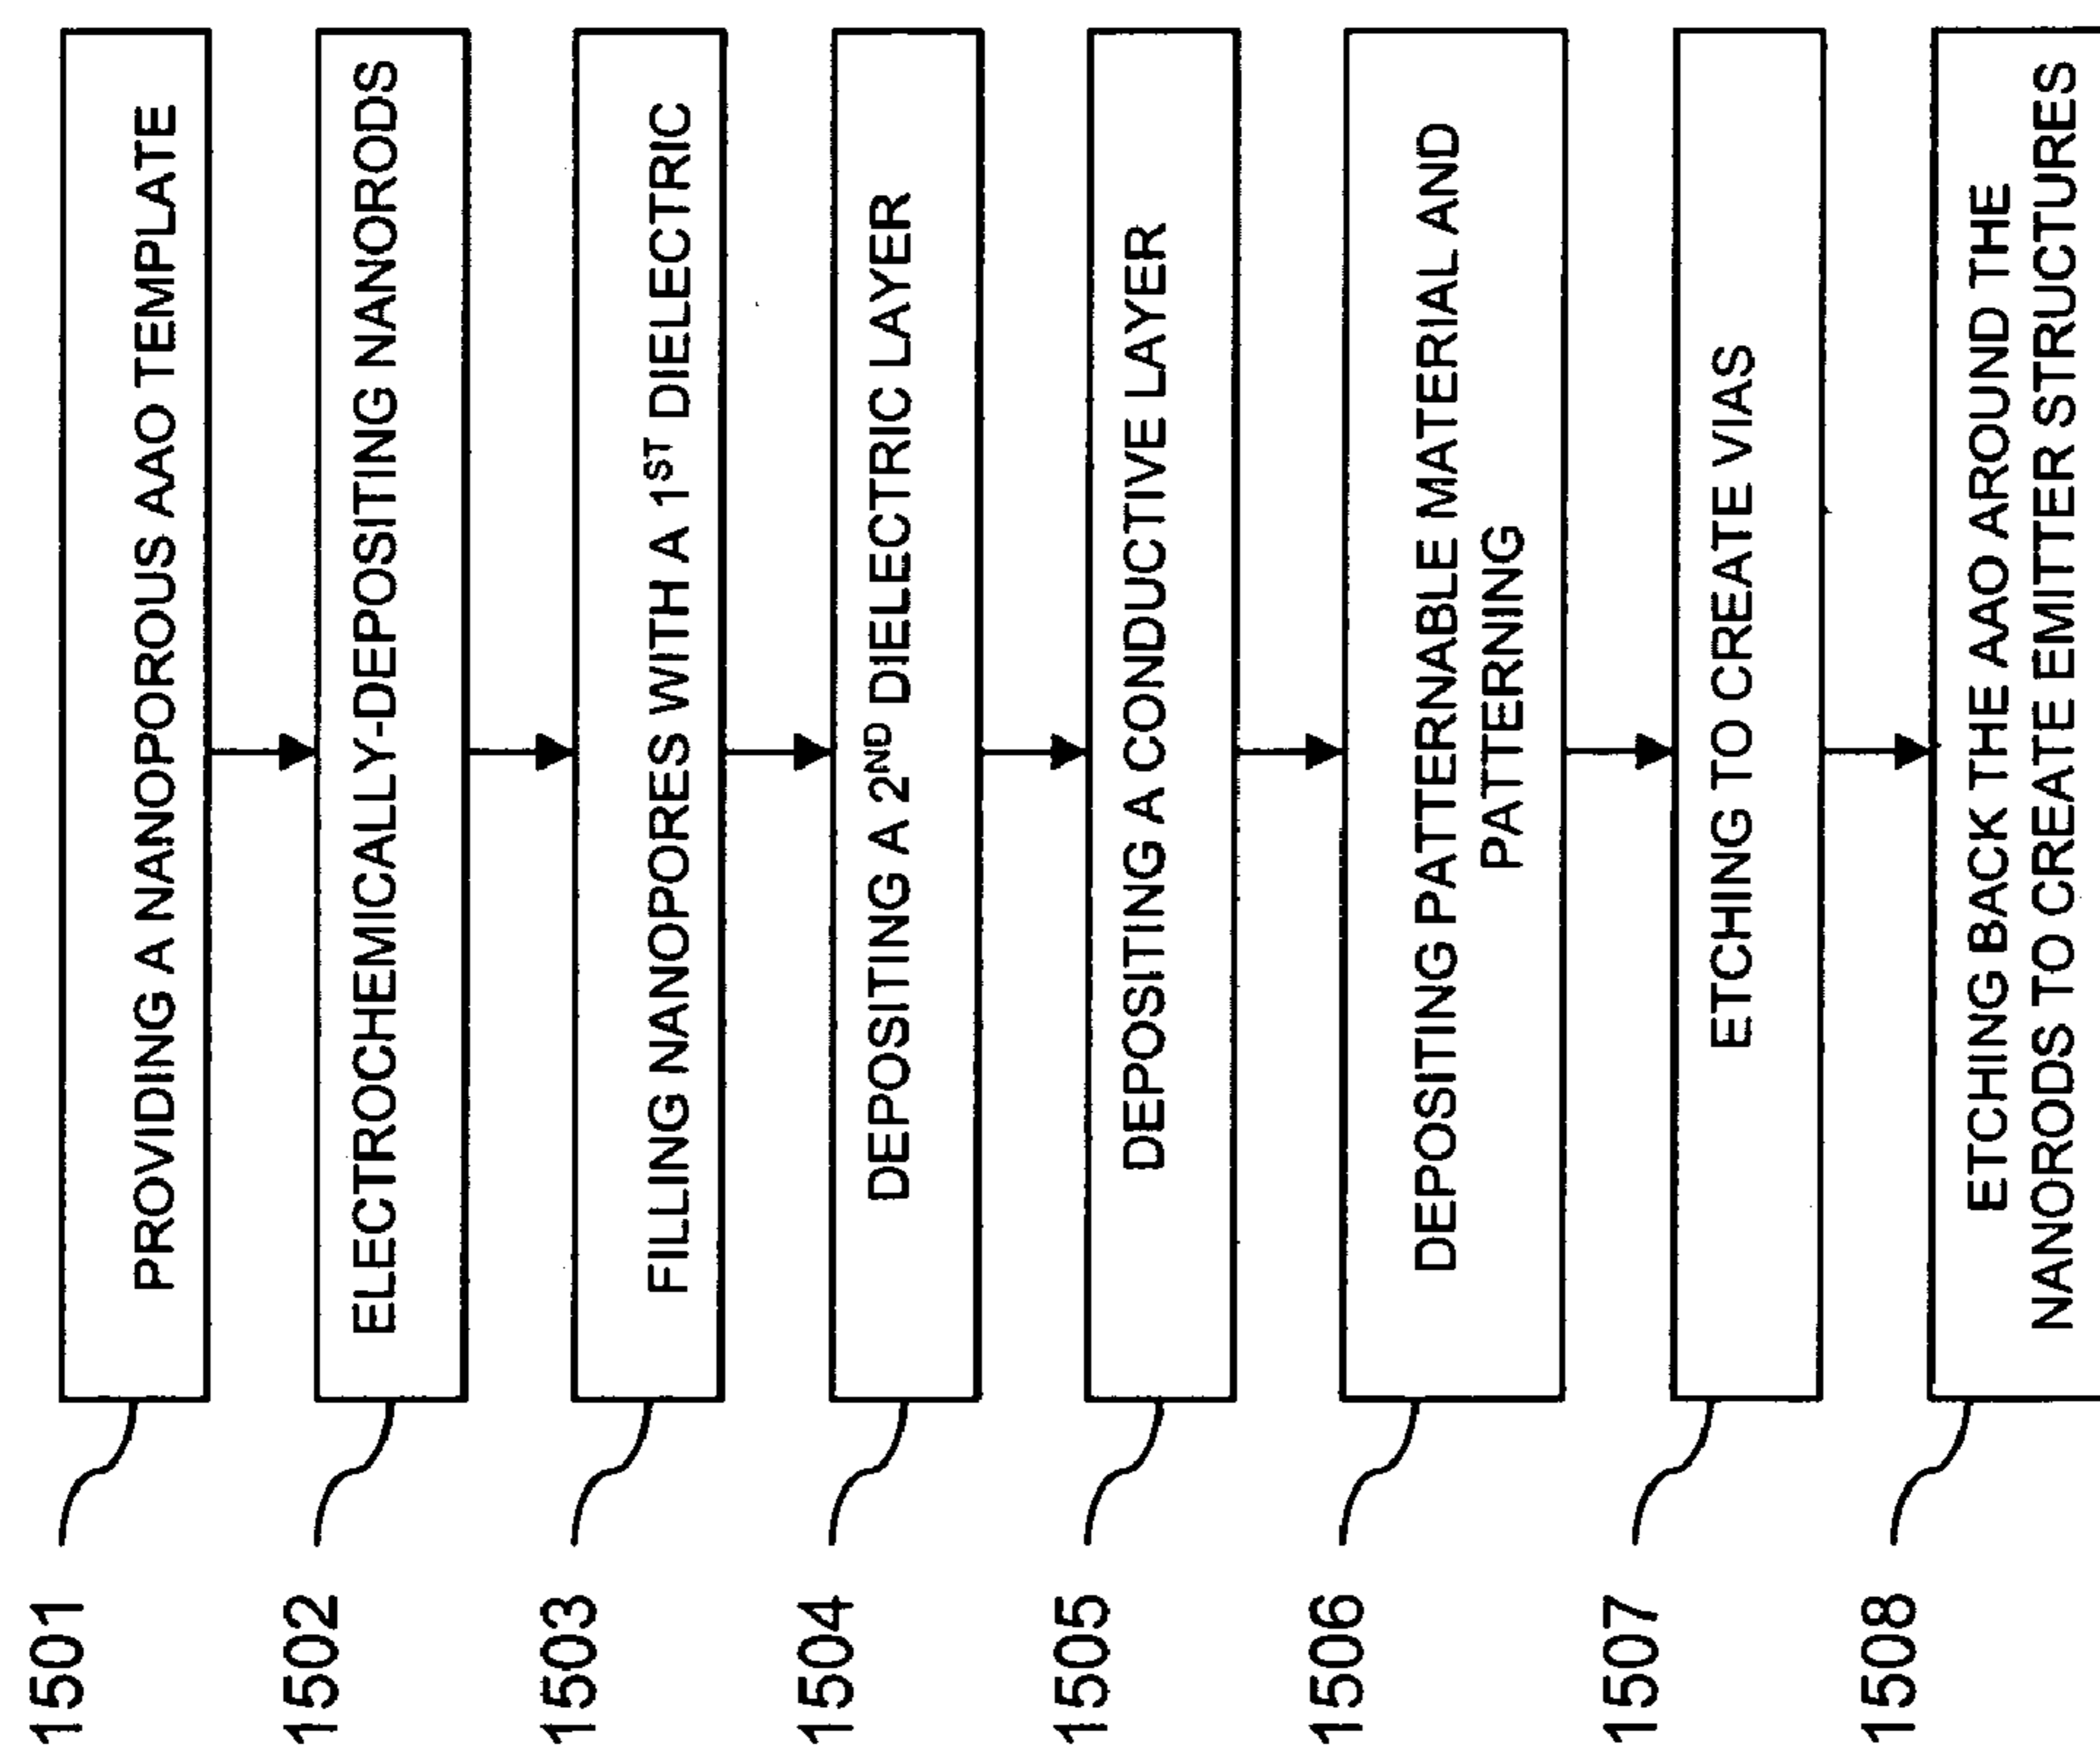 1501
PROVIDING A NANOPOROUS AAO TEMPLATE
1502
ELECTROCHEMICALLY-DEPOSITING NANORODS
1503
FILLING NANOPORES WITH A 1ST DIELECTRIC
1504
DEPOSITING A 2ND DIELECTRIC LAYER
1505
DEPOSITING A CONDUCTIVE LAYER
1506
DEPOSITING PATTERNABLE MATERIAL AND
PATTERNING
1507
ETCHING TO CREATE VIAS
1508
ETCHING BACK THE AAO AROUND THE
NANORODS TO CREATE EMITTER STRUCTURES